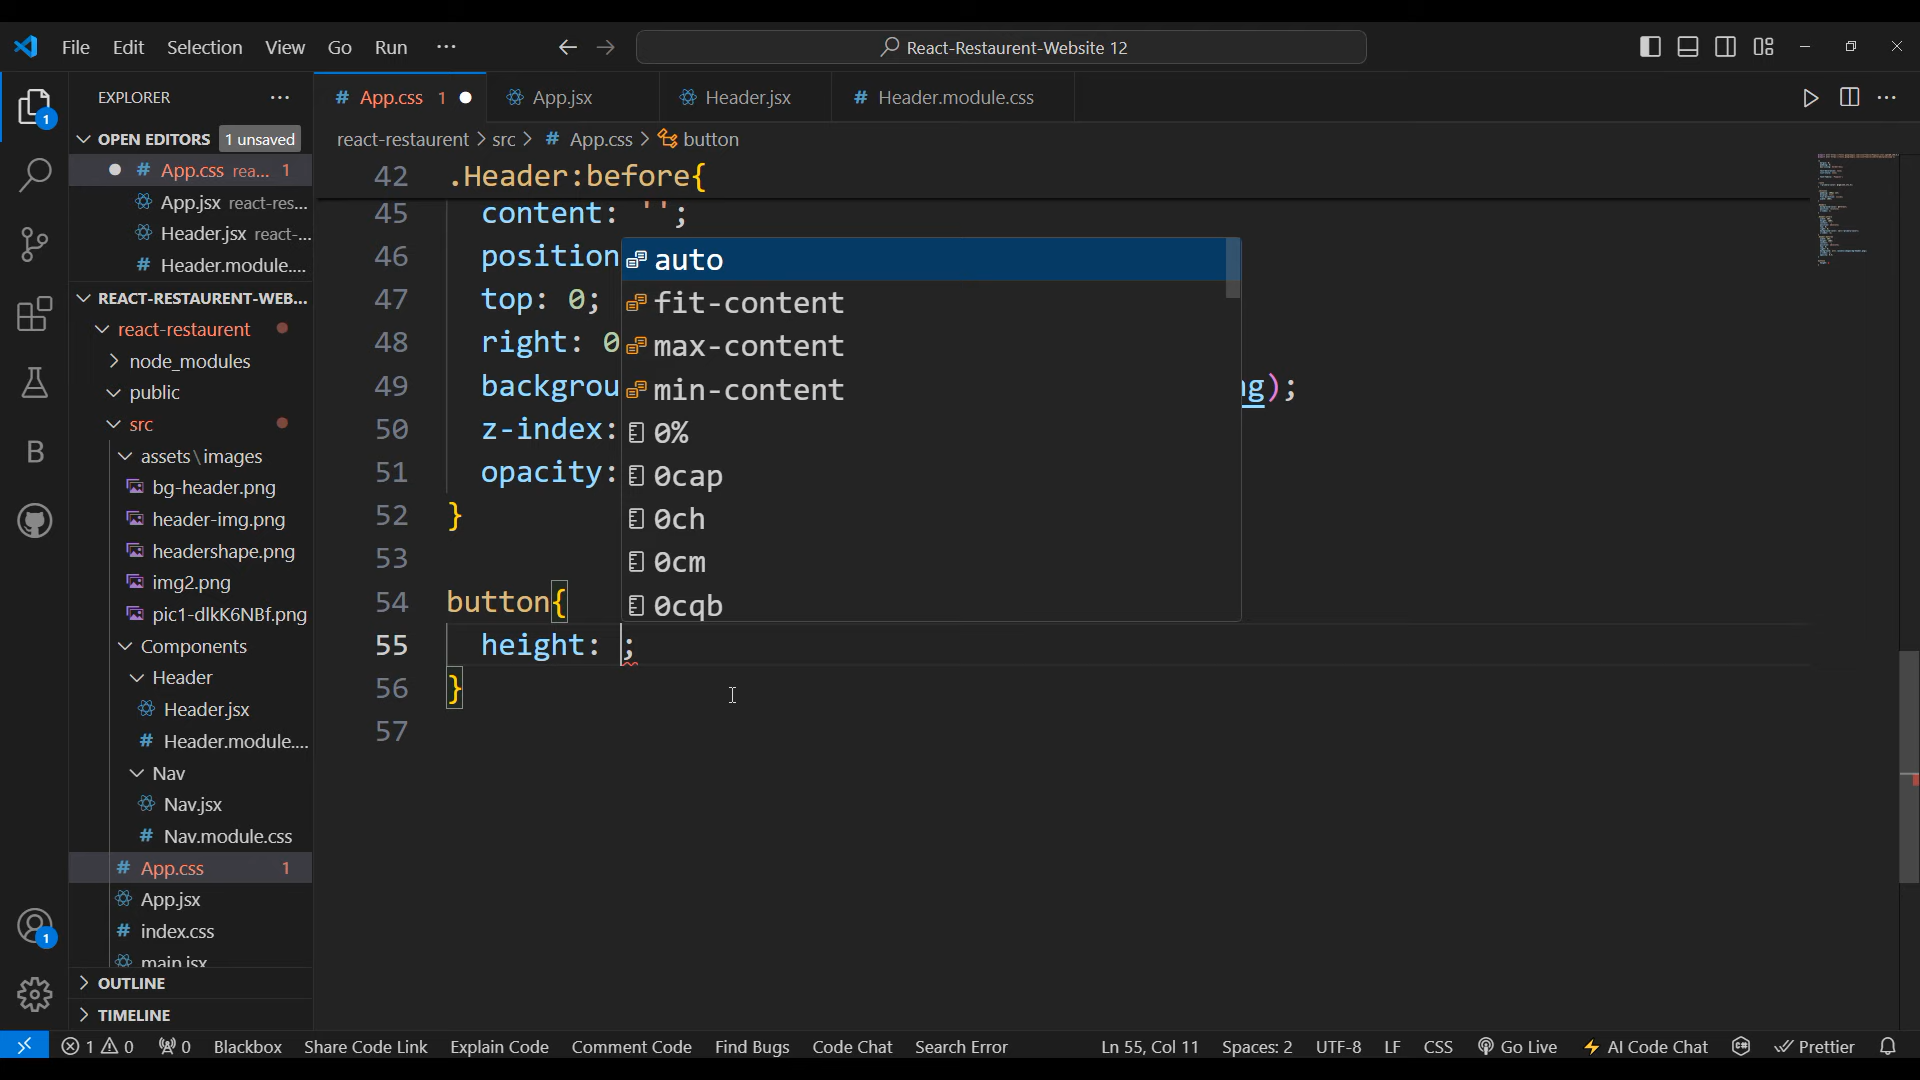 File Edit Selection View Go Run ··· React-Restaurent-Website 12
EXPLORER ···
# App.css 1 App.jsx Header.jsx # Header.module.css
OPEN EDITORS 1 unsaved
# App.css rea... 1
App.jsx react-res...
Header.jsx react-...
# Header.module....
REACT-RESTAURENT-WEB...
react-restaurent
node_modules
public
src
assets\images
bg-header.png
header-img.png
headershape.png
img2.png
pic1-dlkK6NBf.png
Components
Header
Header.jsx
# Header.module....
Nav
Nav.jsx
# Nav.module.css
# App.css 1
App.jsx
# index.css
main.jsx
OUTLINE
TIMELINE
1
B
1
react-restaurent > src > # App.css > button
42 .Header:before{
45 content: '';
46 position
47 top: 0;
48 right: 0
49 backgrou ng);
50 z-index:
51 opacity:
52 }
53
54 button{
55 height: ;
56 }
57
auto
fit-content
max-content
min-content
0%
0cap
0ch
0cm
0cqb
1 0 0 Blackbox Share Code Link Explain Code Comment Code Find Bugs Code Chat Search Error Ln 55, Col 11 Spaces: 2 UTF-8 LF CSS Go Live AI Code Chat Prettier